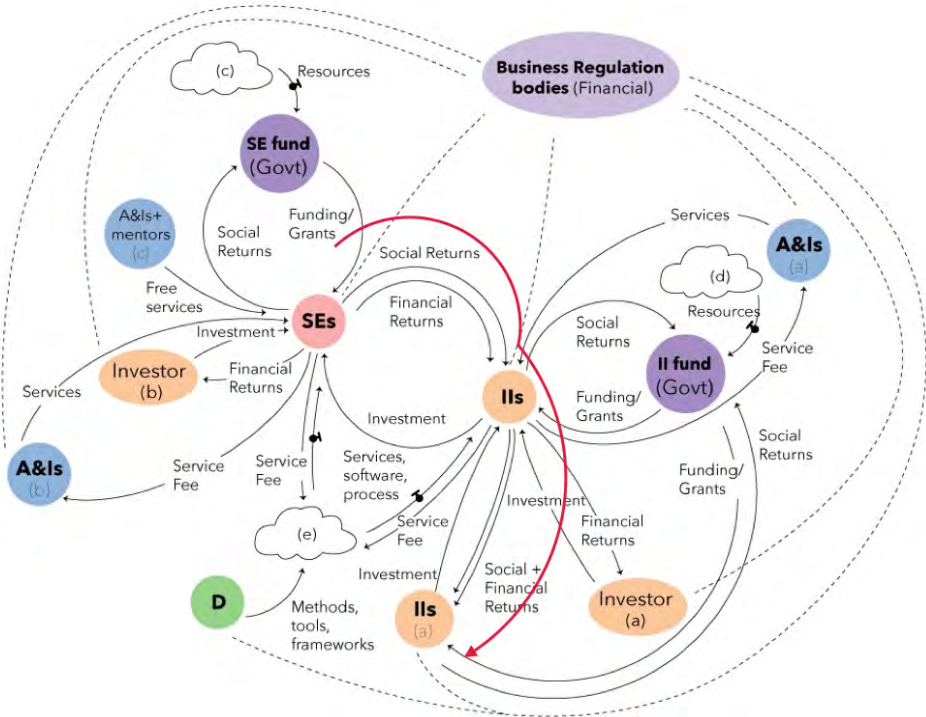 (c)
Resources
Business Regulation
bodies (Financial)
SE fund
(Govt)
A&Is+
mentors
(c)
Social
Returns
Funding/
Grants
Services
A&Is
(a)
Social Returns
(d)
Free
services
Resources
SEs
Financial
Returns
Investment
Social
Returns
Service
Fee
Investor
(b)
Financial
Returns
II fund
(Govt)
Services
IIs
Investment
Funding/
Grants
Social
Returns
A&Is
(b)
Service
Fee
Service
Fee
Services,
software,
process
Funding/
Grants
Investment
(e)
Service
Fee
Financial
Returns
Investment
Social +
Financial
Returns
D
Methods,
tools,
frameworks
IIs
(a)
Investor
(a)